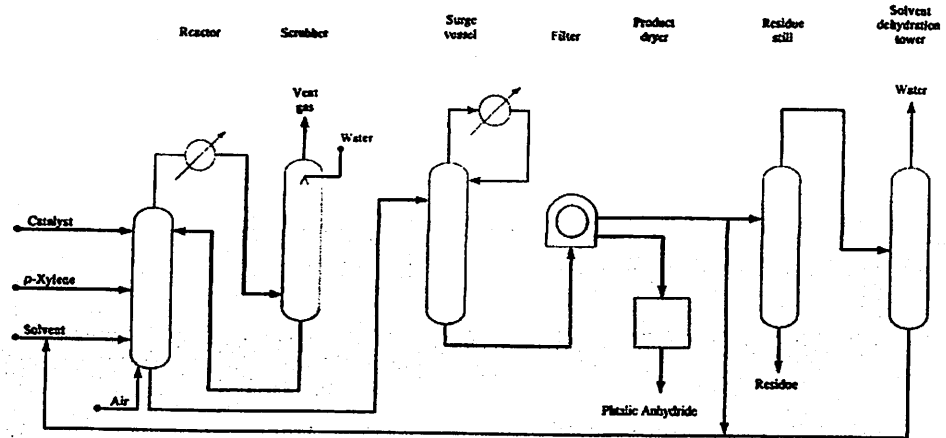 Reactor
Scrubber
Surge
vessel
Filter
Product
dryer
Residue
still
Solvent
dehydration
tower
Vent
gas
Water
Water
Catalyst
p-Xylene
Solvent
Air
Residue
Phtalic Anhydride